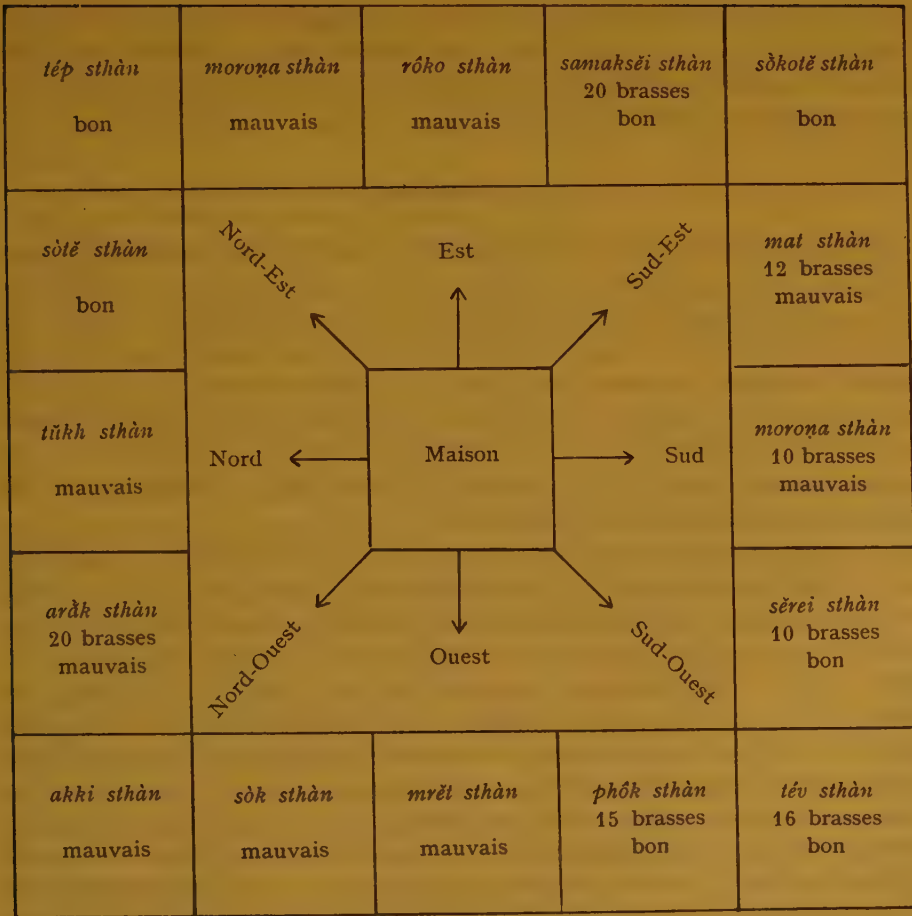 tép sthàn
bon
moroṇa sthàn
mauvais
rôko sthàn
mauvais
samaksĕi sthàn
20 brasses
bon
sŏ̀kotĕ sthàn
bon
sòtĕ sthàn
bon
Nord-Est
Est
Sud-Est
mat sthàn
12 brasses
mauvais
tŭkh sthàn
mauvais
Nord
Maison
Sud
moroṇa sthàn
10 brasses
mauvais
arằk sthàn
20 brasses
mauvais
Nord-Ouest
Ouest
Sud-Ouest
sĕrei sthàn
10 brasses
bon
akki sthàn
mauvais
sòk sthàn
mauvais
mrĕt sthàn
mauvais
phôk sthàn
15 brasses
bon
tév sthàn
16 brasses
bon